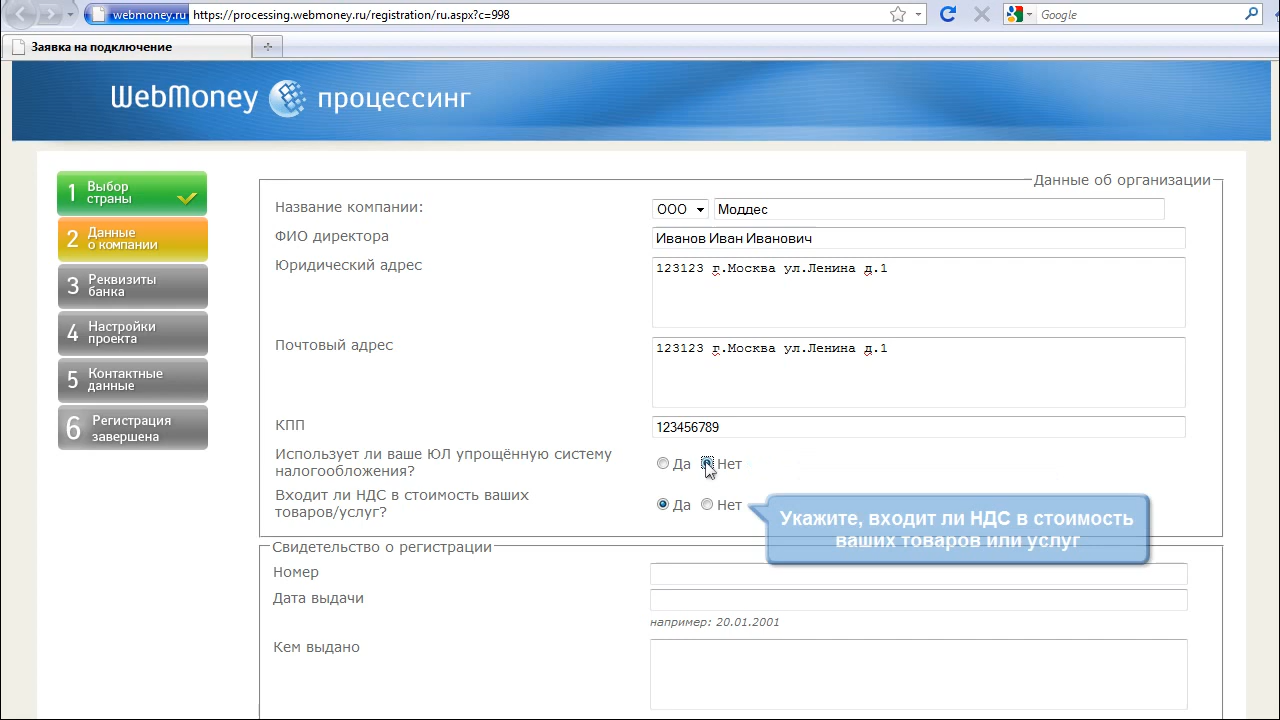 webmoney.ru https://processing.webmoney.ru/registration/ru.aspx?c=998
Google
Заявка на подключение
WebMoney процессинг
1 Выбор
страны
2 Данные
о компании
3 Реквизиты
банка
4 Настройки
проекта
5 Контактные
данные
6 Регистрация
завершена
Данные об организации
Название компании: ООО Моддес
ФИО директора Иванов Иван Иванович
Юридический адрес 123123 г.Москва ул.Ленина д.1
Почтовый адрес 123123 г.Москва ул.Ленина д.1
КПП 123456789
Использует ли ваше ЮЛ упрощённую систему
налогообложения? Да Нет
Входит ли НДС в стоимость ваших
товаров/услуг? Да Нет
Укажите, входит ли НДС в стоимость
ваших товаров или услуг
Свидетельство о регистрации
Номер
Дата выдачи
например: 20.01.2001
Кем выдано